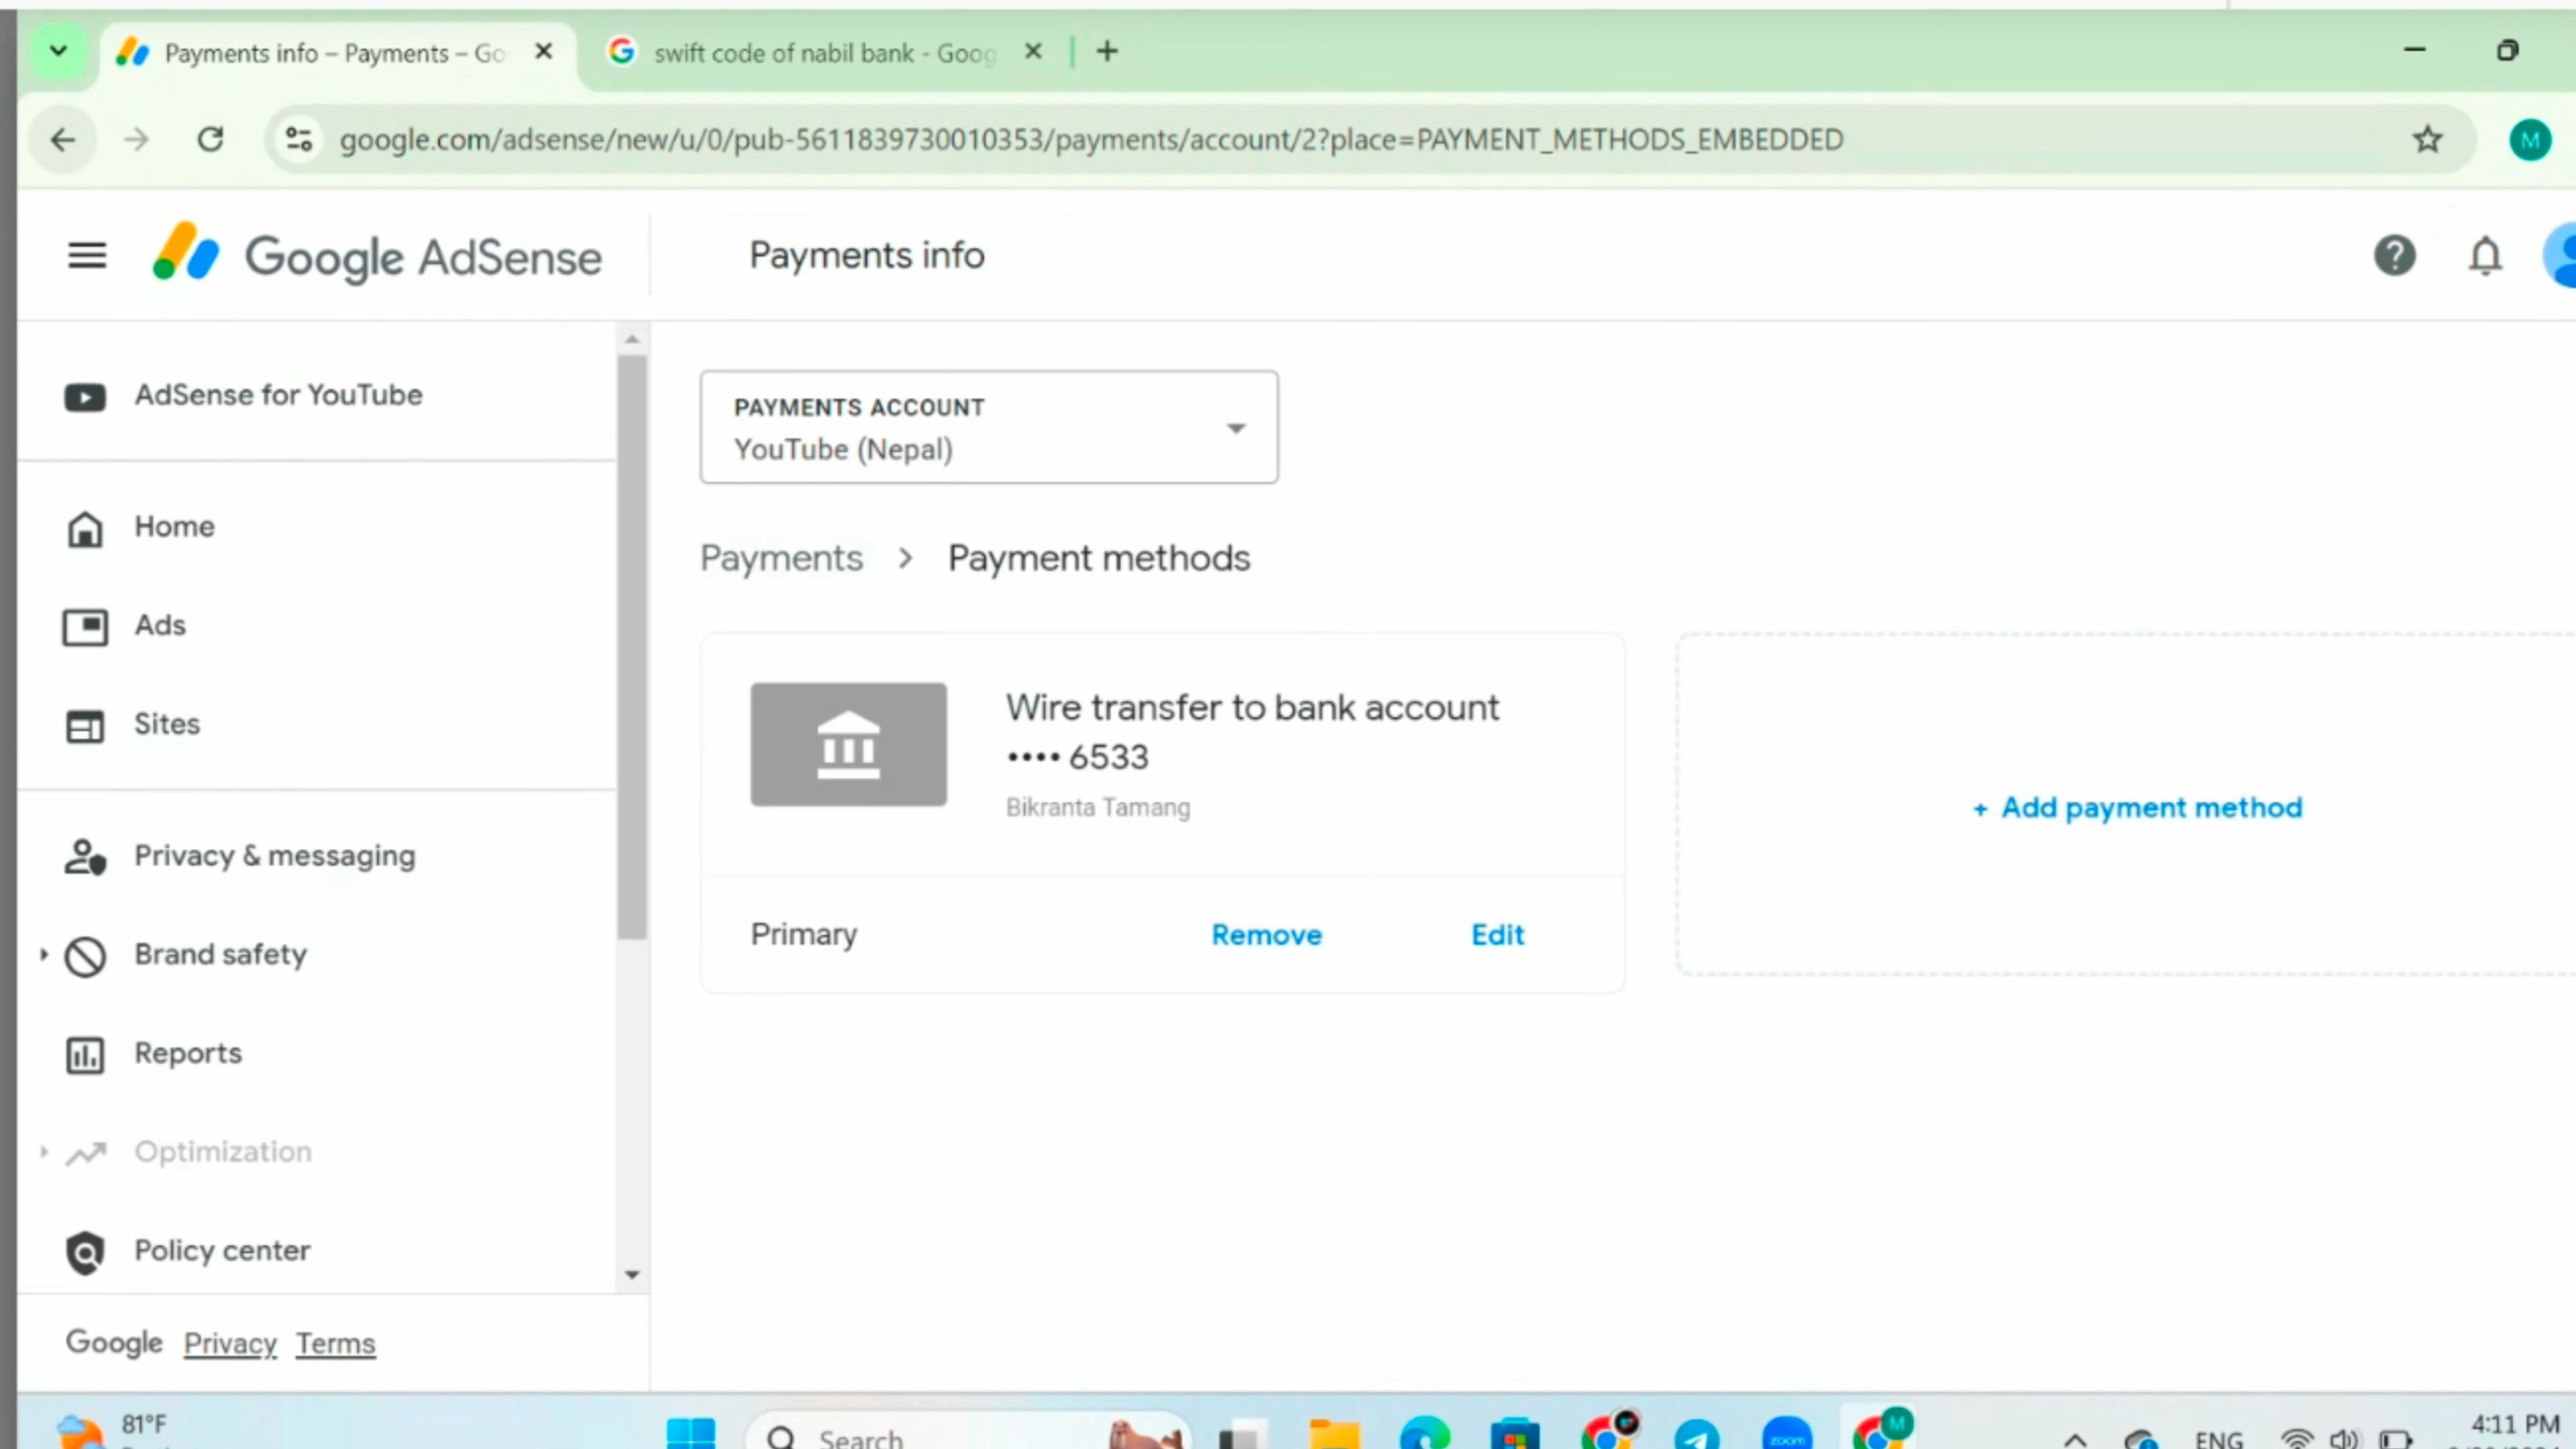 Payments info – Payments – Go
swift code of nabil bank - Goog
google.com/adsense/new/u/0/pub-5611839730010353/payments/account/2?place=PAYMENT_METHODS_EMBEDDED
M
Google AdSense
Payments info
AdSense for YouTube
Home
Ads
Sites
Privacy & messaging
Brand safety
Reports
Optimization
Policy center
Google Privacy Terms
PAYMENTS ACCOUNT
YouTube (Nepal)
Payments > Payment methods
Wire transfer to bank account
•••• 6533
Bikranta Tamang
Primary Remove Edit
+ Add payment method
81°F
Search
zoom
M
ENG
4:11 PM